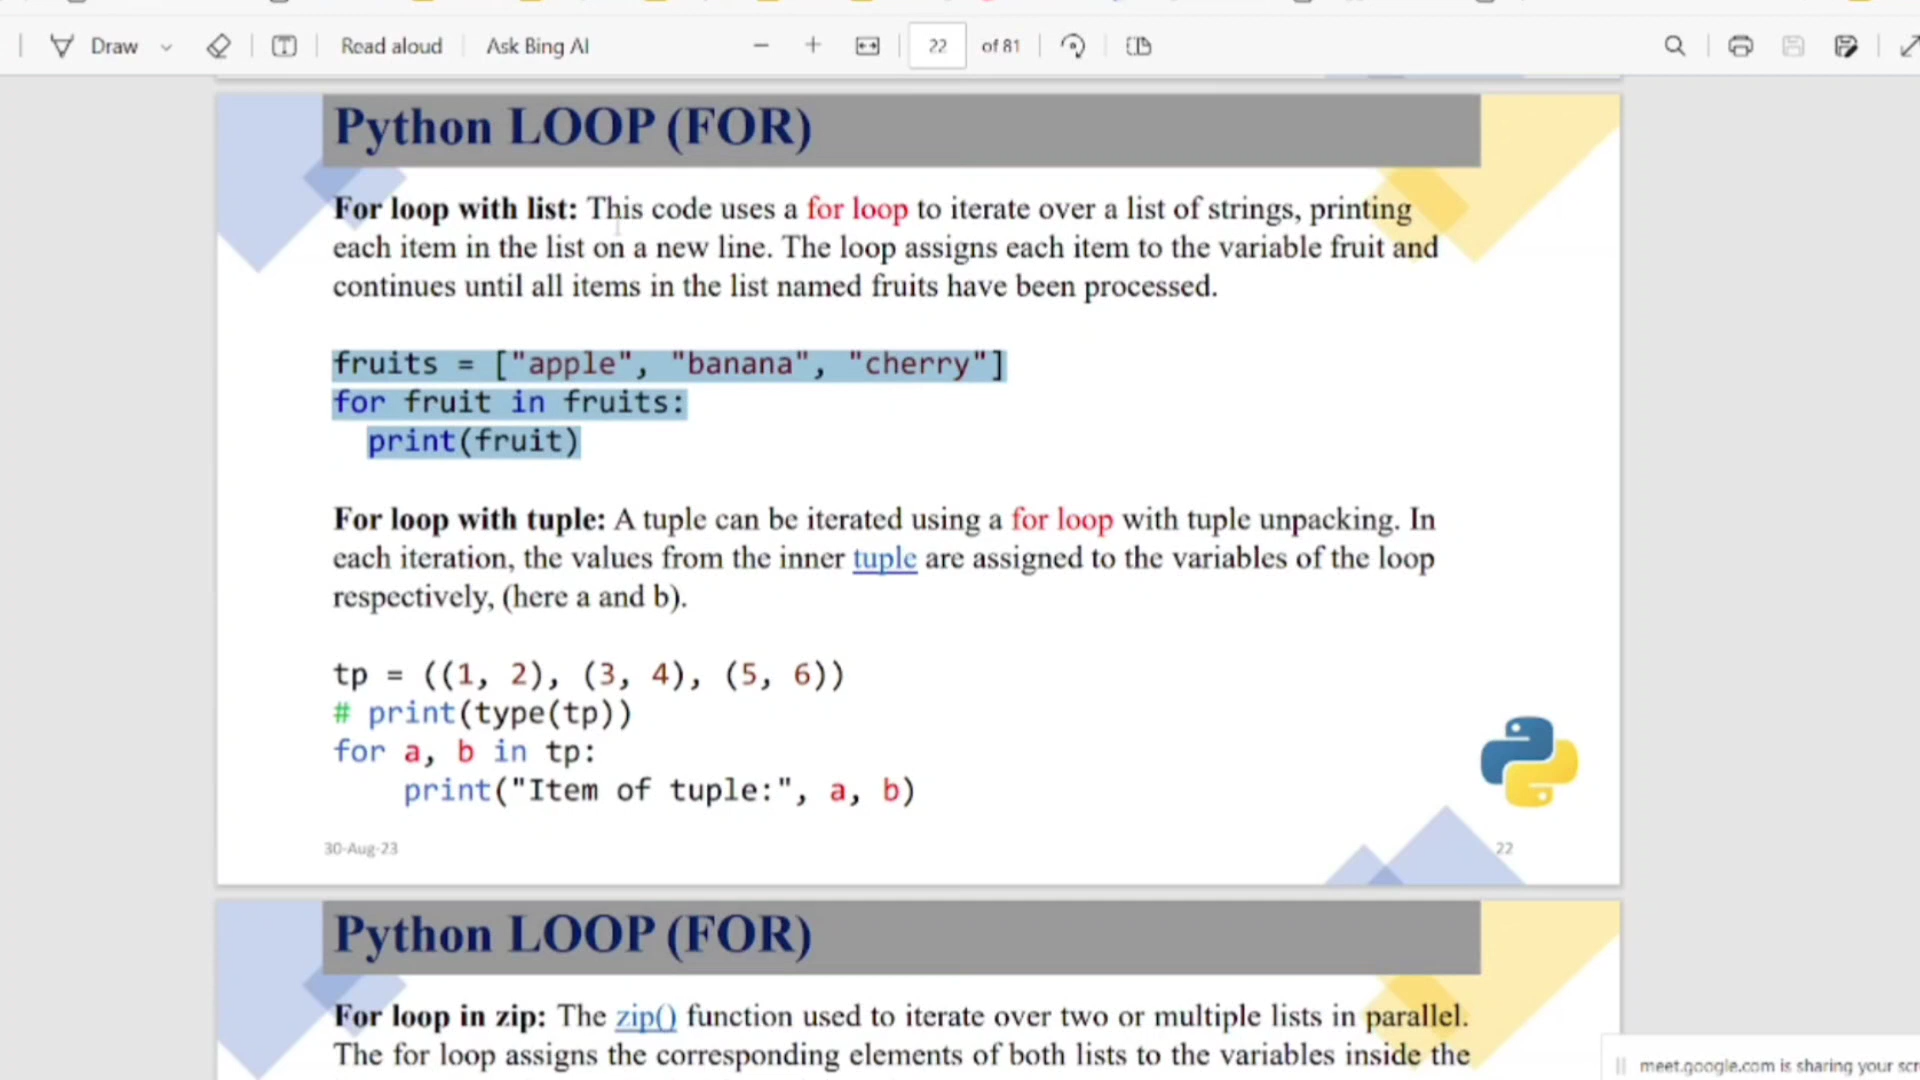 Draw
Read aloud
Ask Bing AI
22 of 81
Python LOOP (FOR)
For loop with list: This code uses a for loop to iterate over a list of strings, printing
each item in the list on a new line. The loop assigns each item to the variable fruit and
continues until all items in the list named fruits have been processed.
fruits = ["apple", "banana", "cherry"]
for fruit in fruits:
print(fruit)
For loop with tuple: A tuple can be iterated using a for loop with tuple unpacking. In
each iteration, the values from the inner tuple are assigned to the variables of the loop
respectively, (here a and b).
tp = ((1, 2), (3, 4), (5, 6))
# print(type(tp))
for a, b in tp:
print("Item of tuple:", a, b)
30-Aug-23
22
Python LOOP (FOR)
For loop in zip: The zip() function used to iterate over two or multiple lists in parallel.
The for loop assigns the corresponding elements of both lists to the variables inside the
meet.google.com is sharing your scr